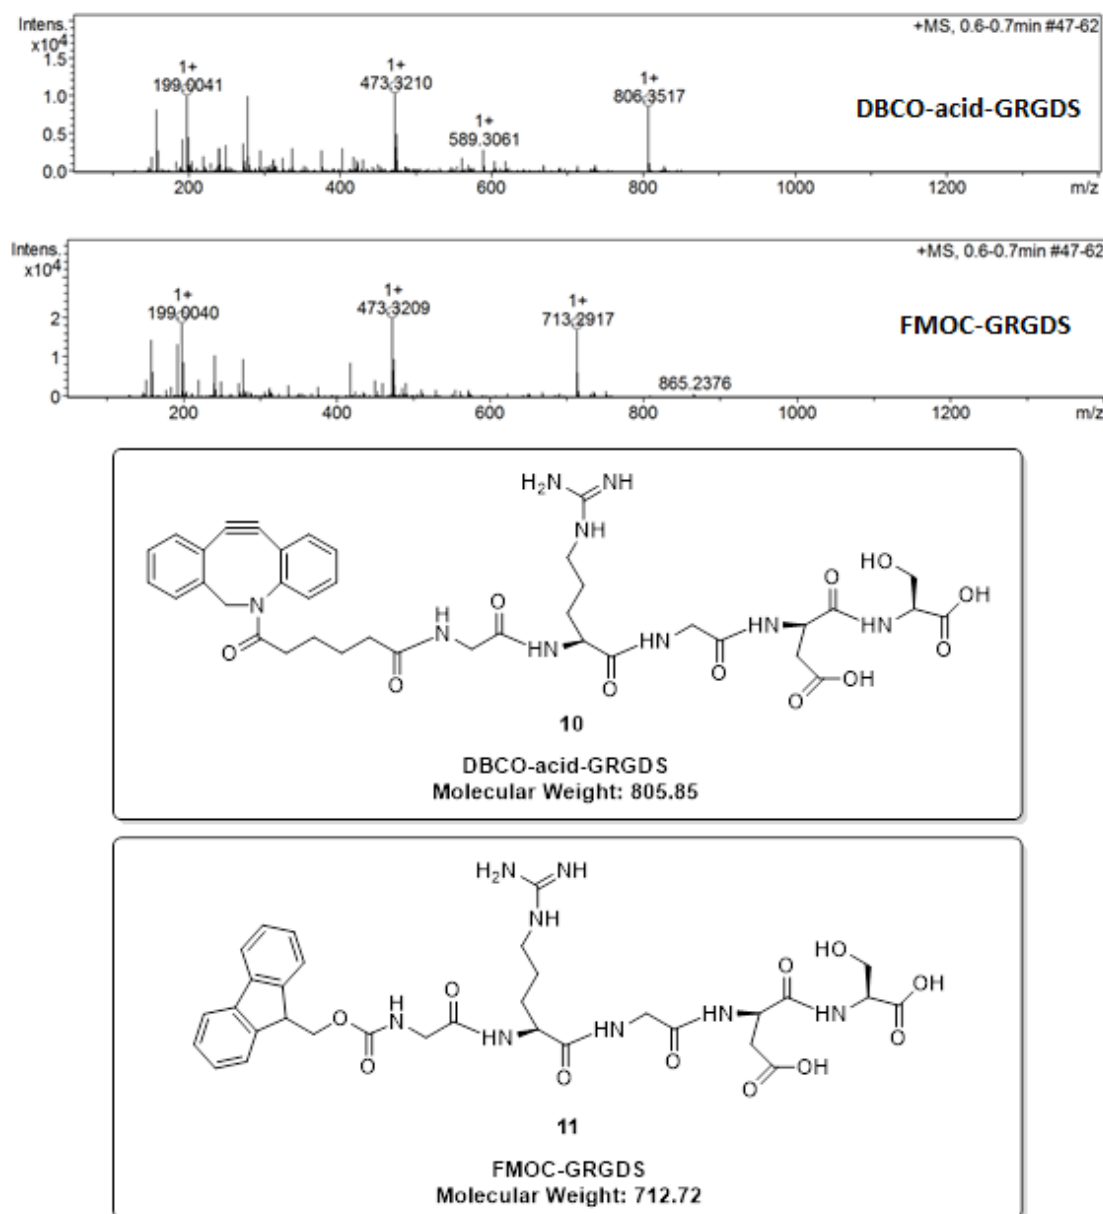 Intens.
x10⁴
+MS, 0.6-0.7min #47-62
1.5
1.0
0.5
0.0
1+
199.0041
1+
473.3210
1+
589.3061
1+
806.3517
DBCO-acid-GRGDS
200 400 600 800 1000 1200 m/z
Intens.
x10⁴
+MS, 0.6-0.7min #47-62
2
1
0
1+
199.0040
1+
473.3209
1+
713.2917
865.2376
FMOC-GRGDS
200 400 600 800 1000 1200 m/z
H₂N NH
NH
HO
O O OH
N H N O HN O NH O HN O NH O
O O OH
10
DBCO-acid-GRGDS
Molecular Weight: 805.85
H₂N NH
NH
HO
O H N O HN O NH O HN O NH O OH
O O OH
11
FMOC-GRGDS
Molecular Weight: 712.72